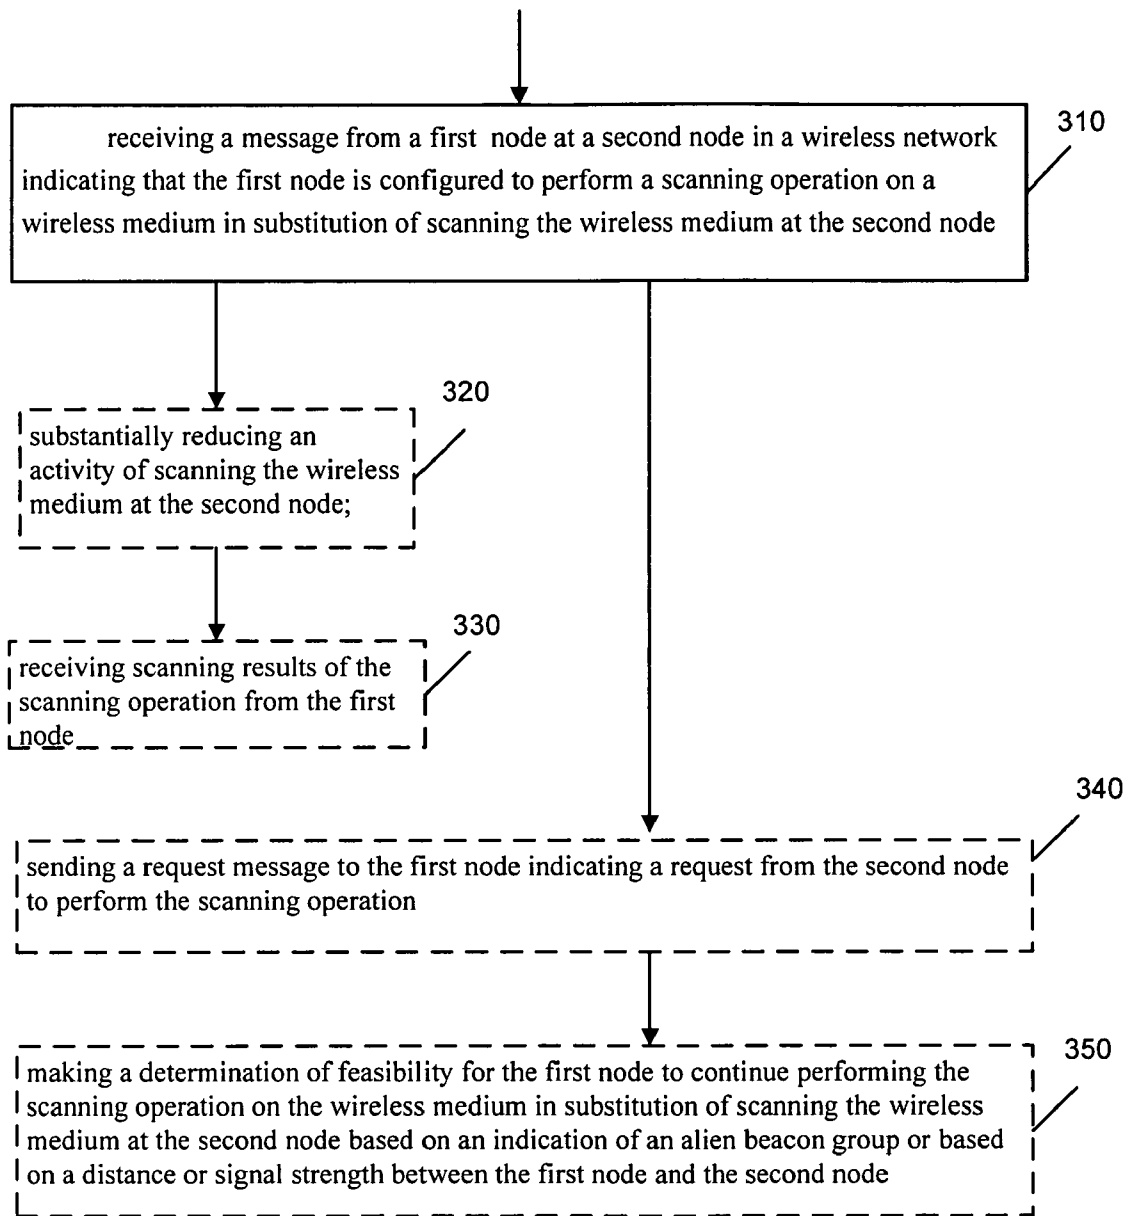 310
receiving a message from a first node at a second node in a wireless network
indicating that the first node is configured to perform a scanning operation on a
wireless medium in substitution of scanning the wireless medium at the second node
320
substantially reducing an
activity of scanning the wireless
medium at the second node;
330
receiving scanning results of the
scanning operation from the first
node
340
sending a request message to the first node indicating a request from the second node
to perform the scanning operation
350
making a determination of feasibility for the first node to continue performing the
scanning operation on the wireless medium in substitution of scanning the wireless
medium at the second node based on an indication of an alien beacon group or based
on a distance or signal strength between the first node and the second node